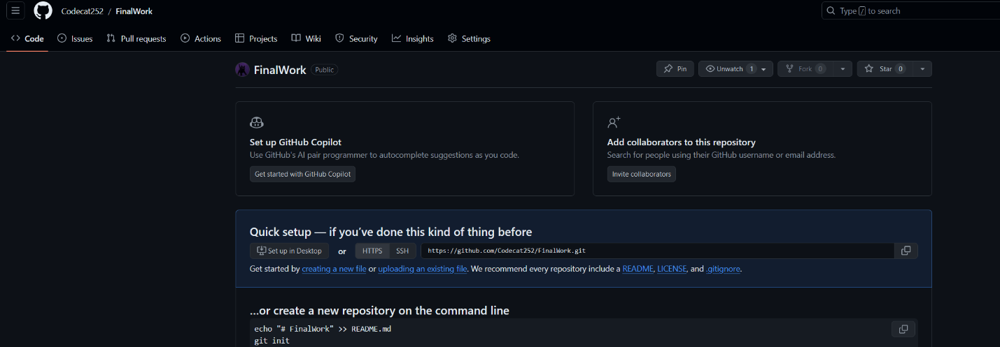 Codecat252 / FinalWork
Type / to search
Code Issues Pull requests Actions Projects Wiki Security Insights Settings
FinalWork Public
Pin Unwatch 1 Fork 0 Star 0
Set up GitHub Copilot
Use GitHub's AI pair programmer to autocomplete suggestions as you code.
Get started with GitHub Copilot
Add collaborators to this repository
Search for people using their GitHub username or email address.
Invite collaborators
Quick setup — if you’ve done this kind of thing before
Set up in Desktop or HTTPS SSH https://github.com/Codecat252/FinalWork.git
Get started by creating a new file or uploading an existing file. We recommend every repository include a README, LICENSE, and .gitignore.
…or create a new repository on the command line
echo "# FinalWork" >> README.md
git init